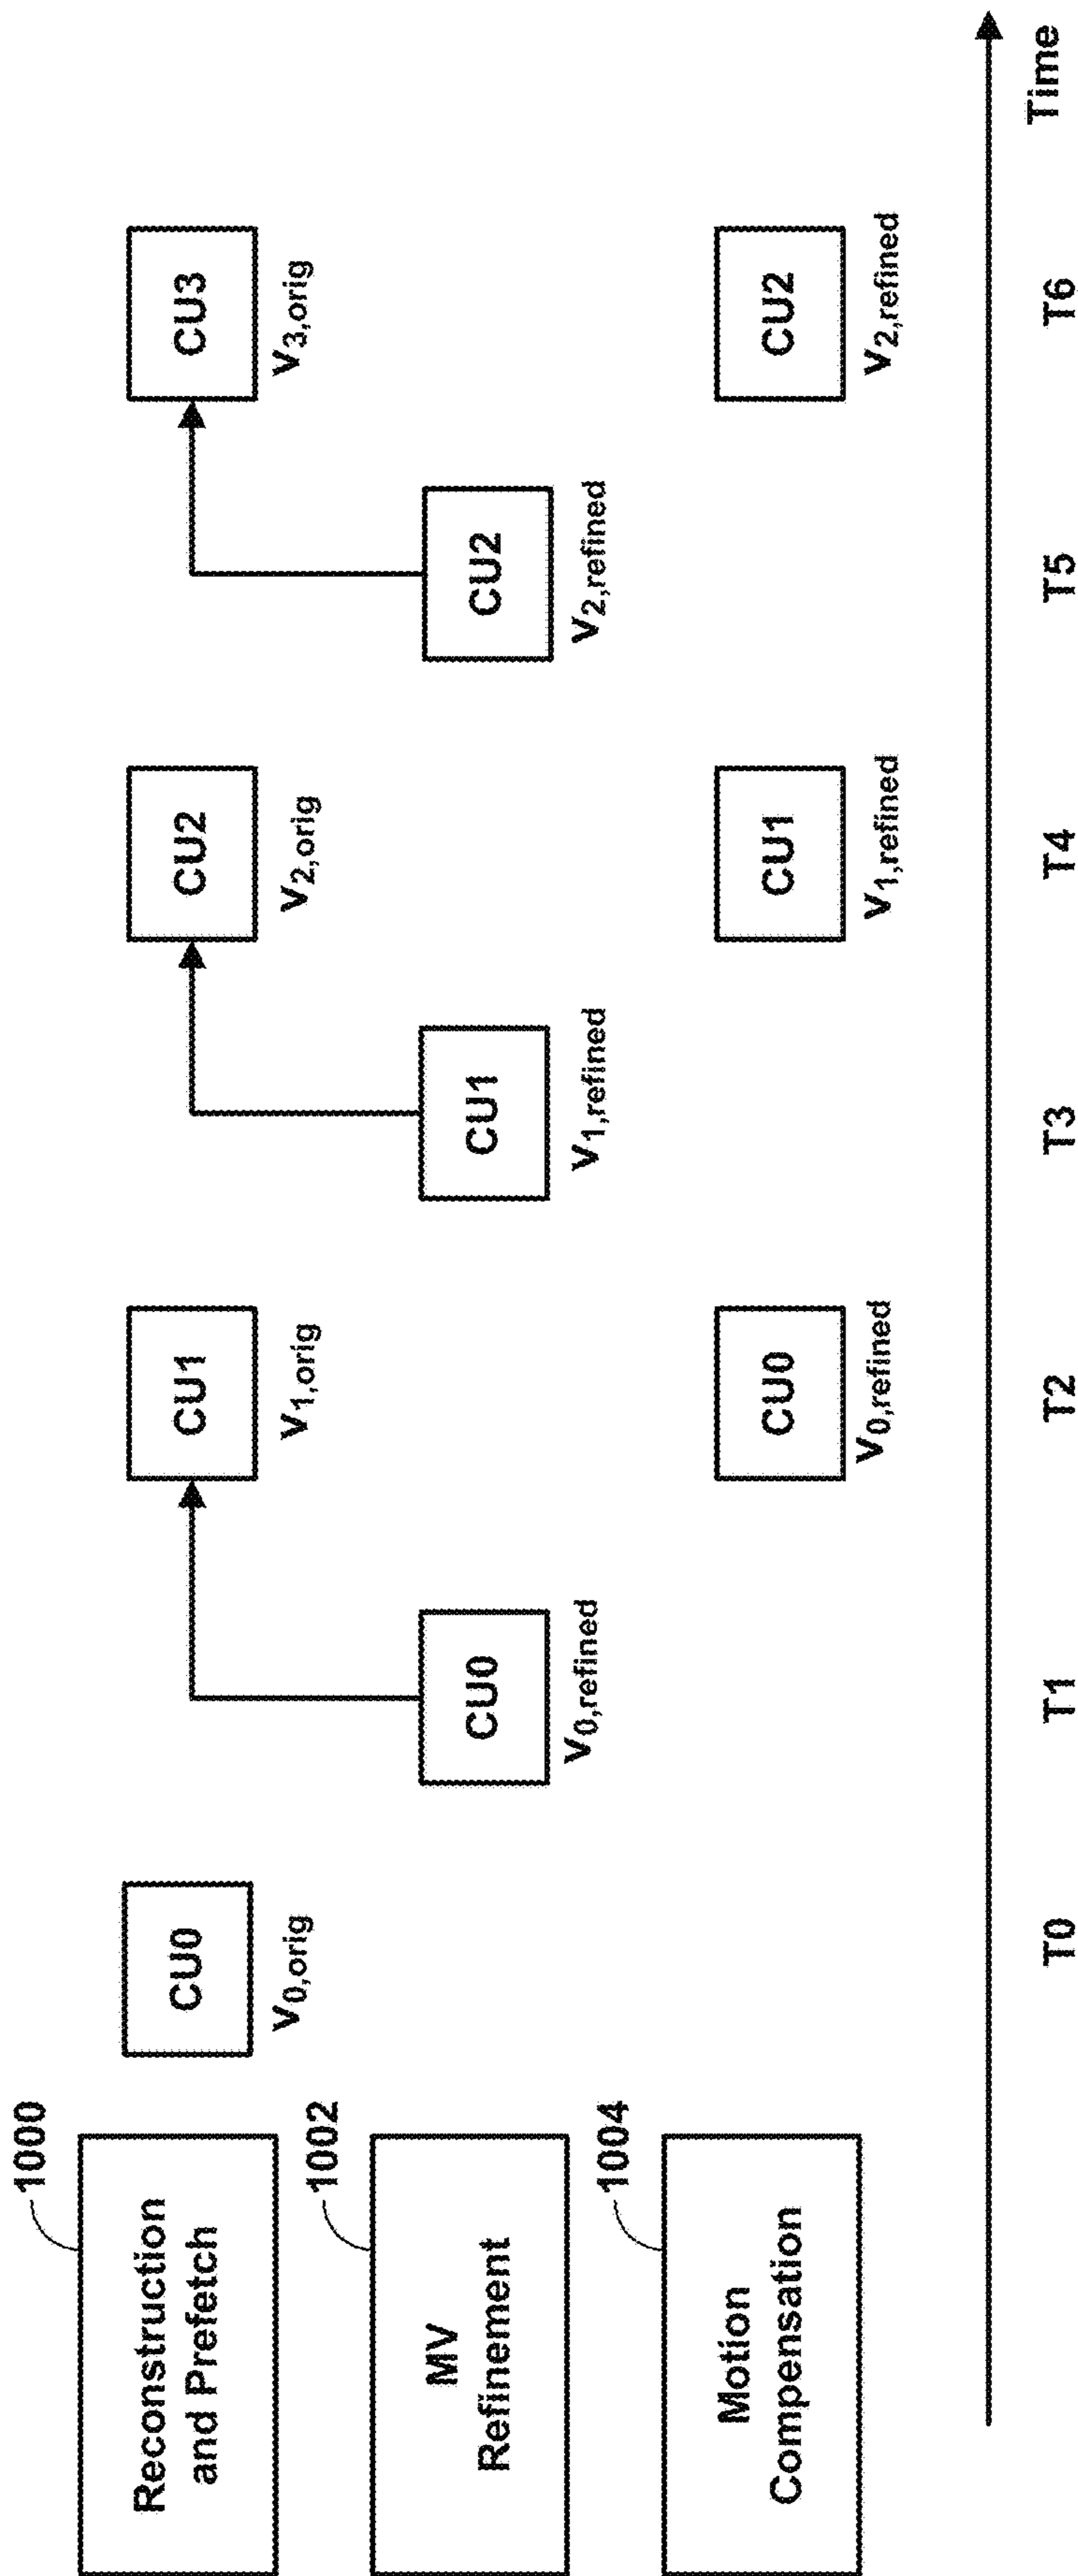 1000
Reconstruction
and Prefetch
CU0
V0,orig
CU1
V1,orig
CU2
V2,orig
CU3
V3,orig
1002
MV
Refinement
CU0
V0,refined
CU1
V1,refined
CU2
V2,refined
1004
Motion
Compensation
CU0
V0,refined
CU1
V1,refined
CU2
V2,refined
T0 T1 T2 T3 T4 T5 T6 Time